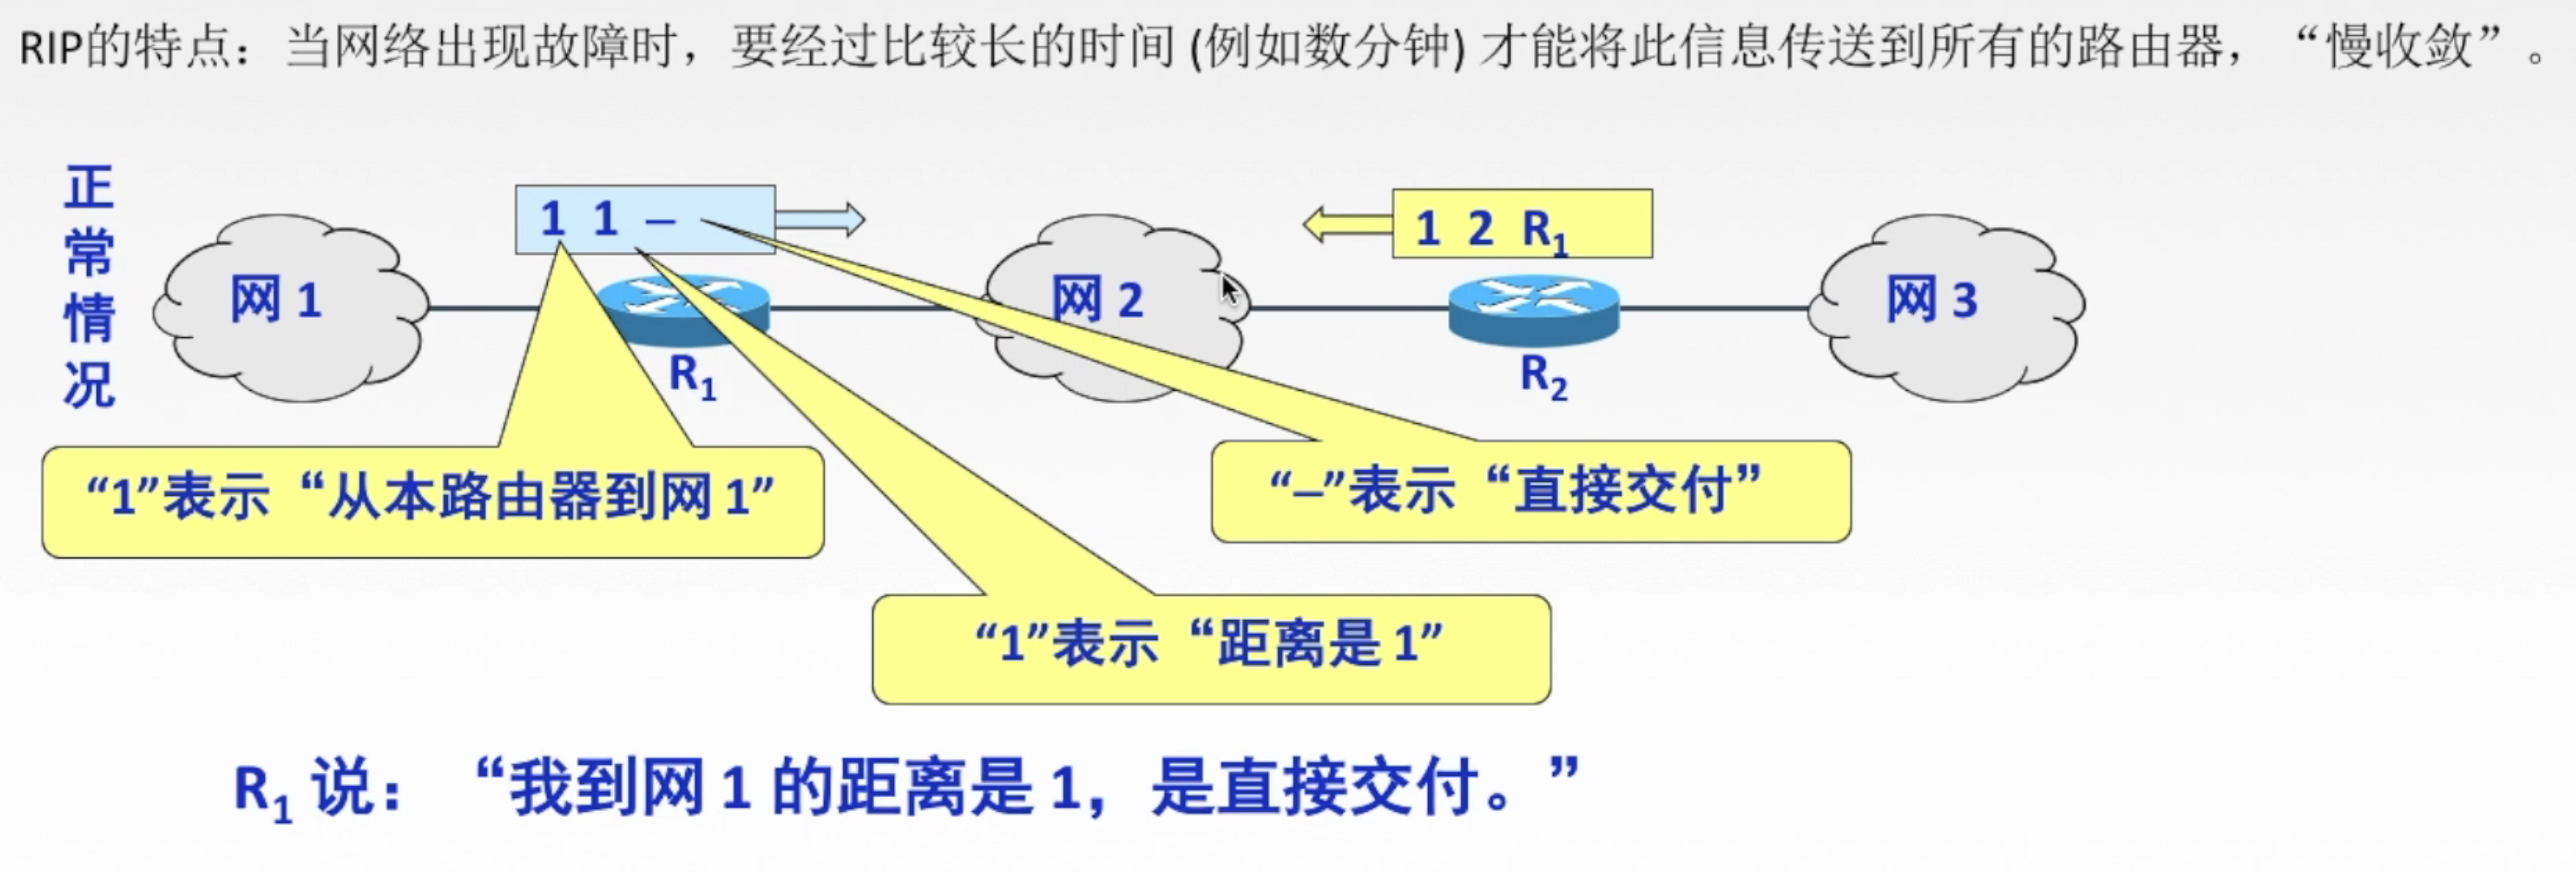 RIP的特点：当网络出现故障时，要经过比较长的时间 (例如数分钟) 才能将此信息传送到所有的路由器，“慢收敛”。
正常情况
1 1 –
1 2 R₁
网 1
网 2
网 3
R₁
R₂
“1”表示“从本路由器到网 1”
“–”表示“直接交付”
“1”表示“距离是 1”
R₁ 说：“我到网 1 的距离是 1，是直接交付。”